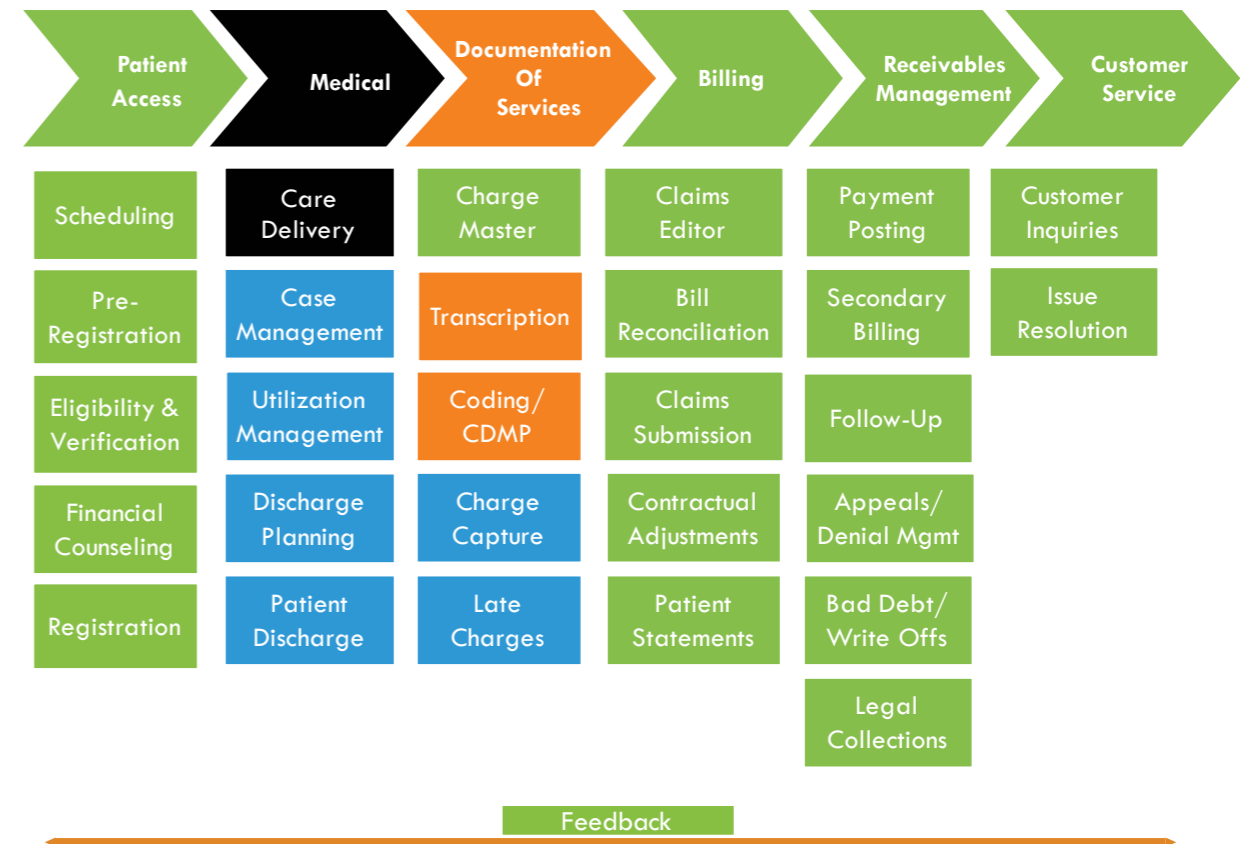 Patient
Access
Medical
Documentation
Of
Services
Billing
Receivables
Management
Customer
Service
Scheduling
Pre-
Registration
Eligibility &
Verification
Financial
Counseling
Registration
Care
Delivery
Case
Management
Utilization
Management
Discharge
Planning
Patient
Discharge
Charge
Master
Transcription
Coding/
CDMP
Charge
Capture
Late
Charges
Claims
Editor
Bill
Reconciliation
Claims
Submission
Contractual
Adjustments
Patient
Statements
Payment
Posting
Secondary
Billing
Follow-Up
Appeals/
Denial Mgmt
Bad Debt/
Write Offs
Legal
Collections
Customer
Inquiries
Issue
Resolution
Feedback